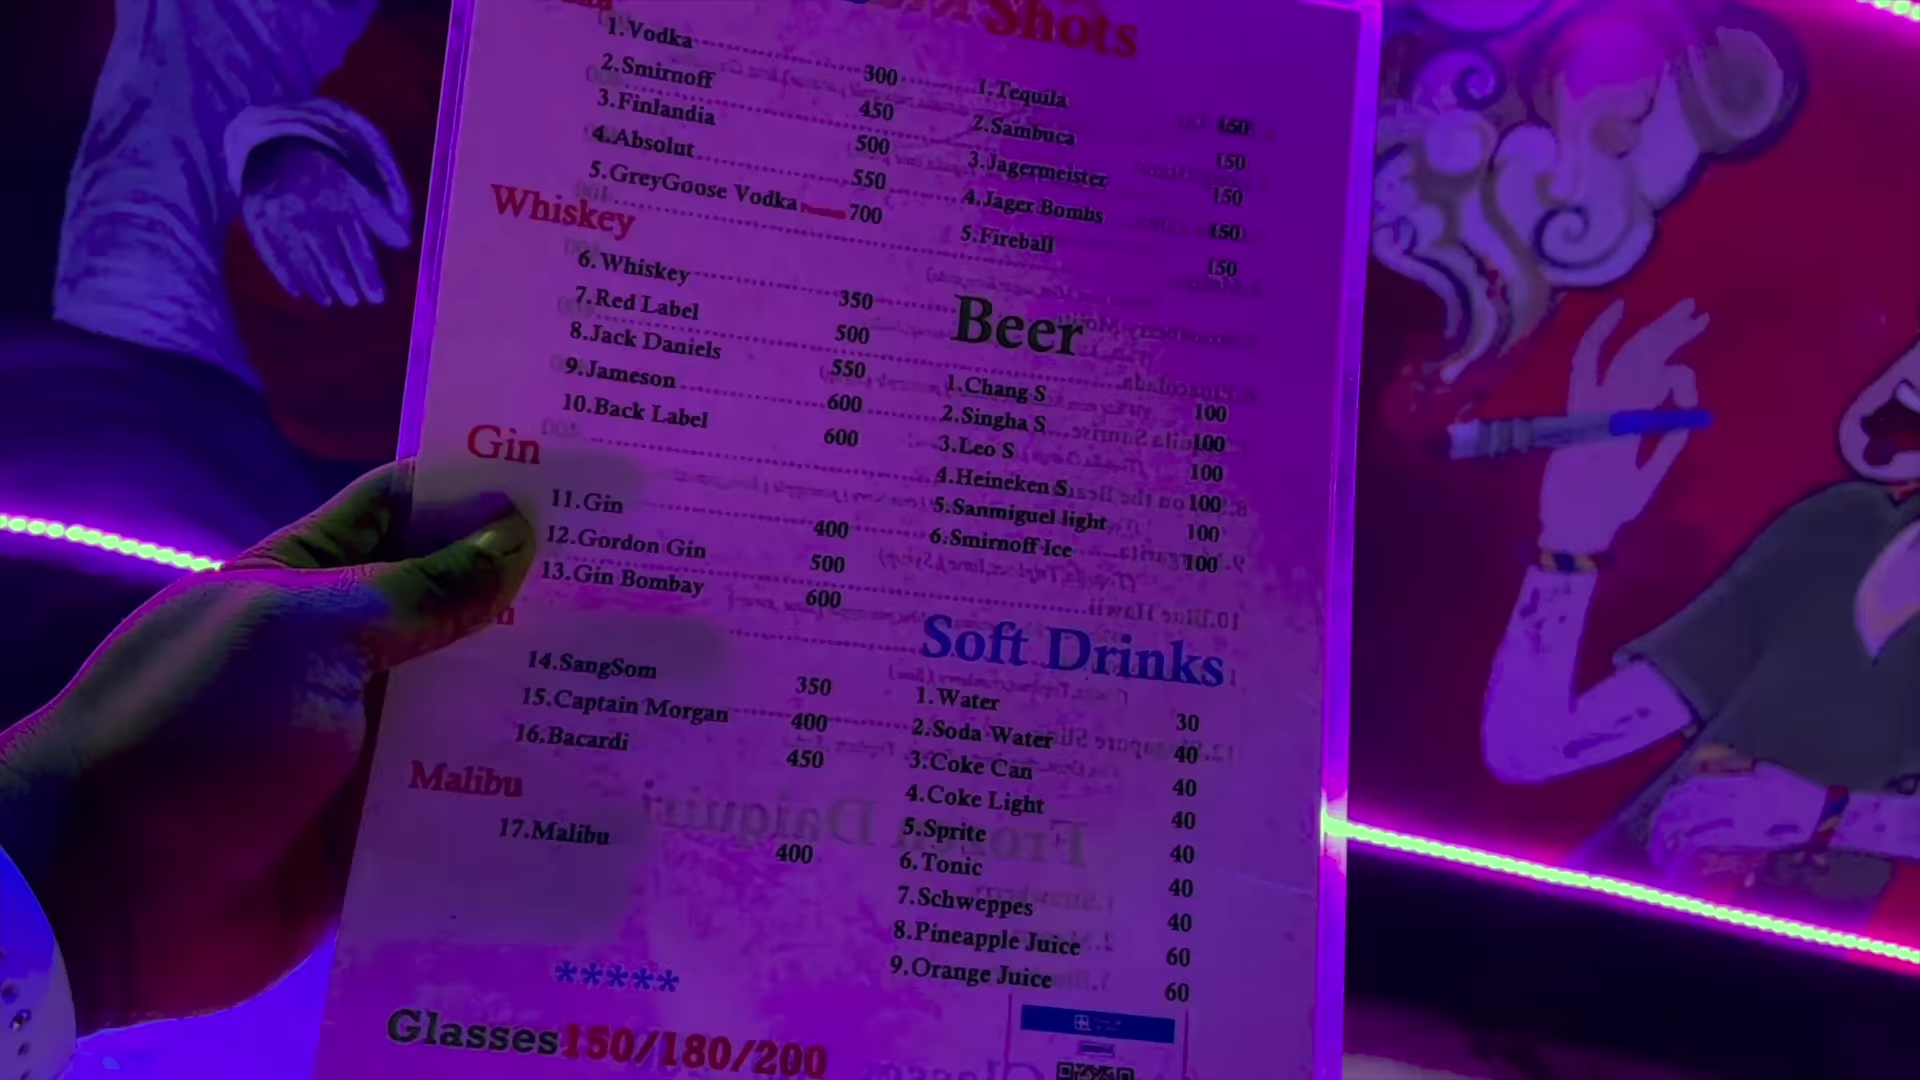 Shots
1.Vodka 300
2.Smirnoff 450
3.Finlandia 500
4.Absolut 550
5.GreyGoose Vodka 700
Whiskey
6.Whiskey 350
7.Red Label 500
8.Jack Daniels 550
9.Jameson 600
10.Back Label 600
Gin
11.Gin 400
12.Gordon Gin 500
13.Gin Bombay 600
14.SangSom 350
15.Captain Morgan 400
16.Bacardi 450
Malibu
17.Malibu 400
*****
Glasses150/180/200
1.Tequila 150
2.Sambuca 150
3.Jagermeister 150
4.Jager Bombs 150
5.Fireball 150
Beer
1.Chang S 100
2.Singha S 100
3.Leo S 100
4.Heineken S 100
5.Sanmiguel light 100
6.Smirnoff Ice 100
Soft Drinks
1.Water 30
2.Soda Water 40
3.Coke Can 40
4.Coke Light 40
5.Sprite 40
6.Tonic 40
7.Schweppes 40
8.Pineapple Juice 60
9.Orange Juice 60